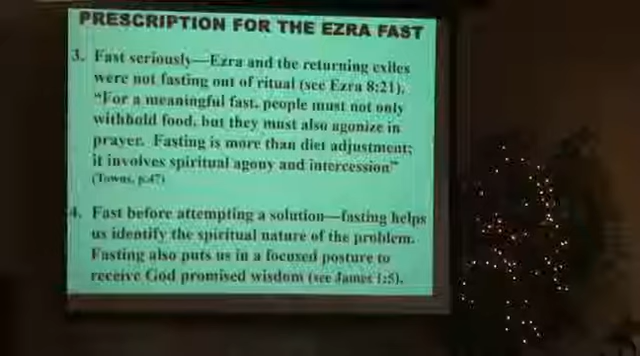 PRESCRIPTION FOR THE EZRA FAST
3. Fast seriously—Ezra and the returning exiles
were not fasting out of ritual (see Ezra 8:21).
"For a meaningful fast, people must not only
withhold food, but they must also agonize in
prayer. Fasting is more than diet adjustment;
it involves spiritual agony and intercession"
(Towns, p.47)
4. Fast before attempting a solution—fasting helps
us identify the spiritual nature of the problem.
Fasting also puts us in a focused posture to
receive God promised wisdom (see James 1:5).